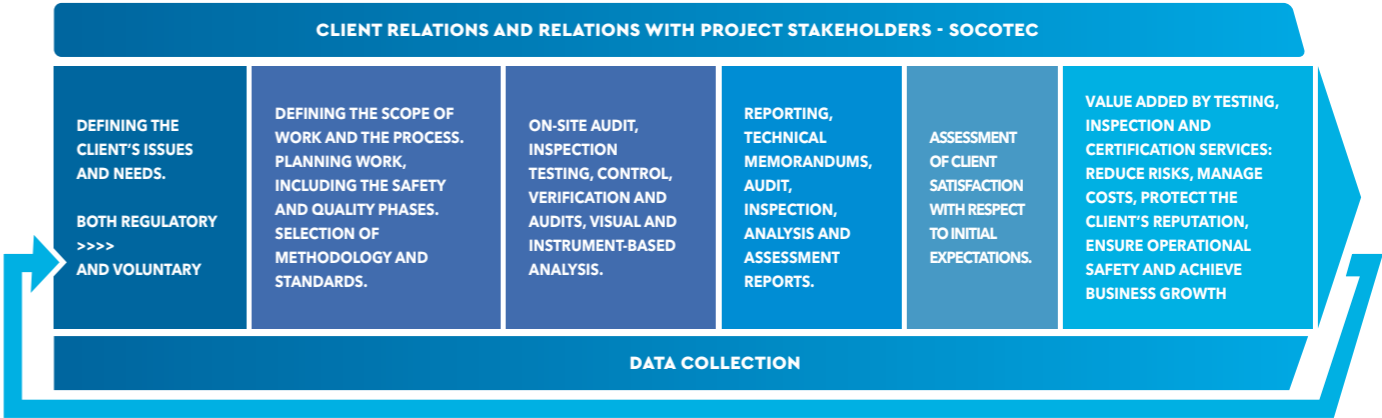 CLIENT RELATIONS AND RELATIONS WITH PROJECT STAKEHOLDERS - SOCOTEC
DEFINING THE
CLIENT'S ISSUES
AND NEEDS.
BOTH REGULATORY
>>>>
AND VOLUNTARY
DEFINING THE SCOPE OF
WORK AND THE PROCESS.
PLANNING WORK,
INCLUDING THE SAFETY
AND QUALITY PHASES.
SELECTION OF
METHODOLOGY AND
STANDARDS.
ON-SITE AUDIT,
INSPECTION
TESTING, CONTROL,
VERIFICATION AND
AUDITS, VISUAL AND
INSTRUMENT-BASED
ANALYSIS.
REPORTING,
TECHNICAL
MEMORANDUMS,
AUDIT,
INSPECTION,
ANALYSIS AND
ASSESSMENT
REPORTS.
ASSESSMENT
OF CLIENT
SATISFACTION
WITH RESPECT
TO INITIAL
EXPECTATIONS.
VALUE ADDED BY TESTING,
INSPECTION AND
CERTIFICATION SERVICES:
REDUCE RISKS, MANAGE
COSTS, PROTECT THE
CLIENT'S REPUTATION,
ENSURE OPERATIONAL
SAFETY AND ACHIEVE
BUSINESS GROWTH
DATA COLLECTION